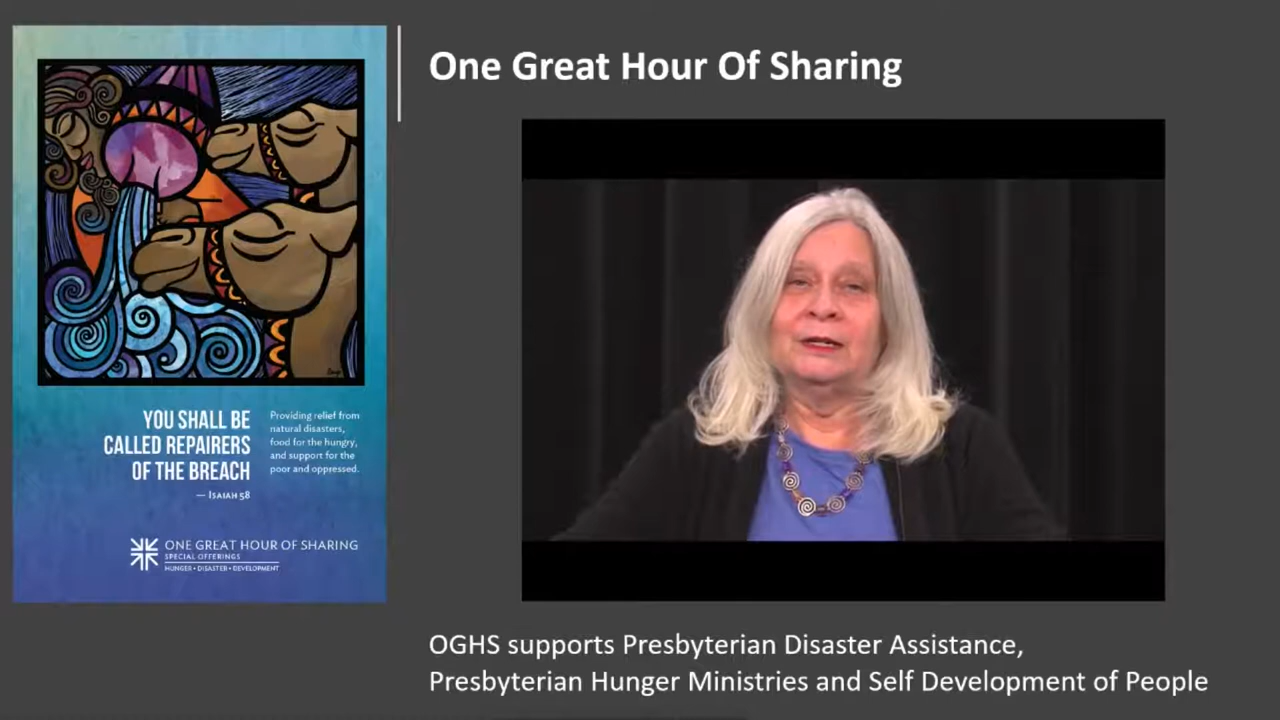 One Great Hour Of Sharing
YOU SHALL BE
CALLED REPAIRERS
OF THE BREACH
— ISAIAH 58
Providing relief from
natural disasters,
food for the hungry,
and support for the
poor and oppressed.
ONE GREAT HOUR OF SHARING
SPECIAL OFFERINGS
HUNGER • DISASTER • DEVELOPMENT
OGHS supports Presbyterian Disaster Assistance,
Presbyterian Hunger Ministries and Self Development of People